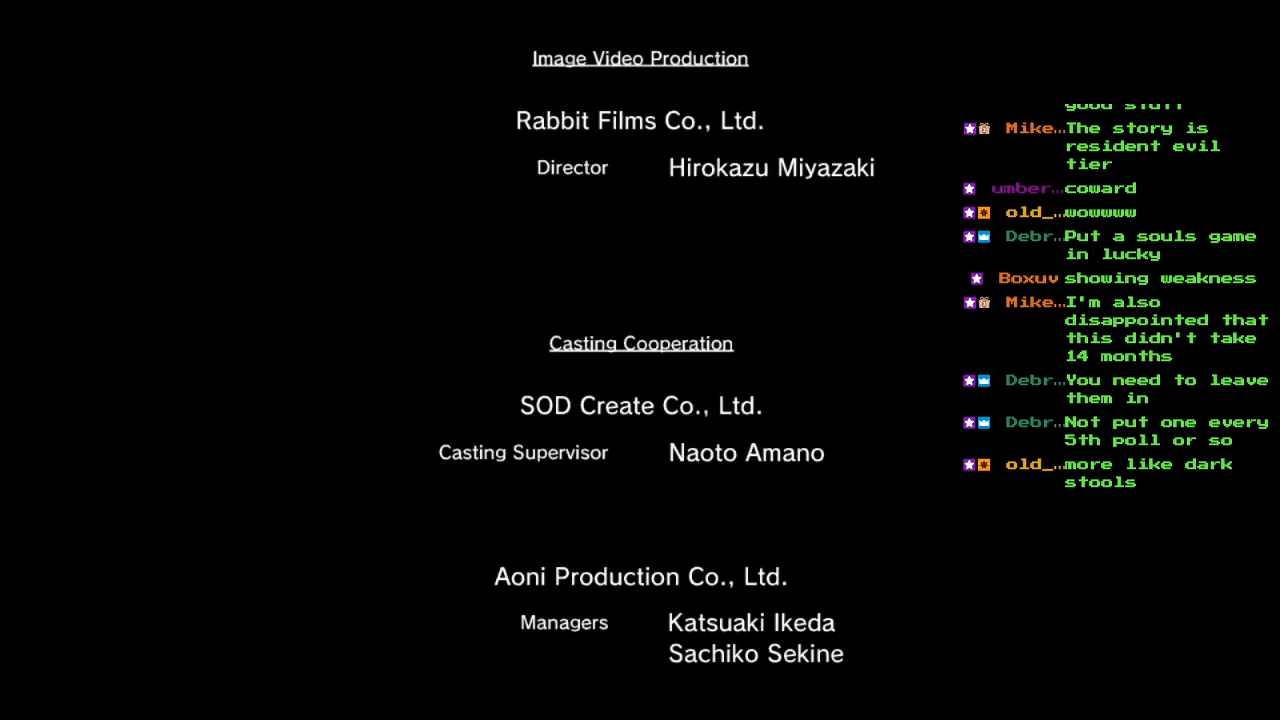 Image Video Production
Rabbit Films Co., Ltd.
Director Hirokazu Miyazaki
Casting Cooperation
SOD Create Co., Ltd.
Casting Supervisor Naoto Amano
Aoni Production Co., Ltd.
Managers Katsuaki Ikeda
Sachiko Sekine
good stuff
Mike...The story is
resident evil
tier
umber...coward
old_...wowwww
Debr...Put a souls game
in lucky
Boxuv showing weakness
Mike...I'm also
disappointed that
this didn't take
14 months
Debr...You need to leave
them in
Debr...Not put one every
5th poll or so
old_...more like dark
stools